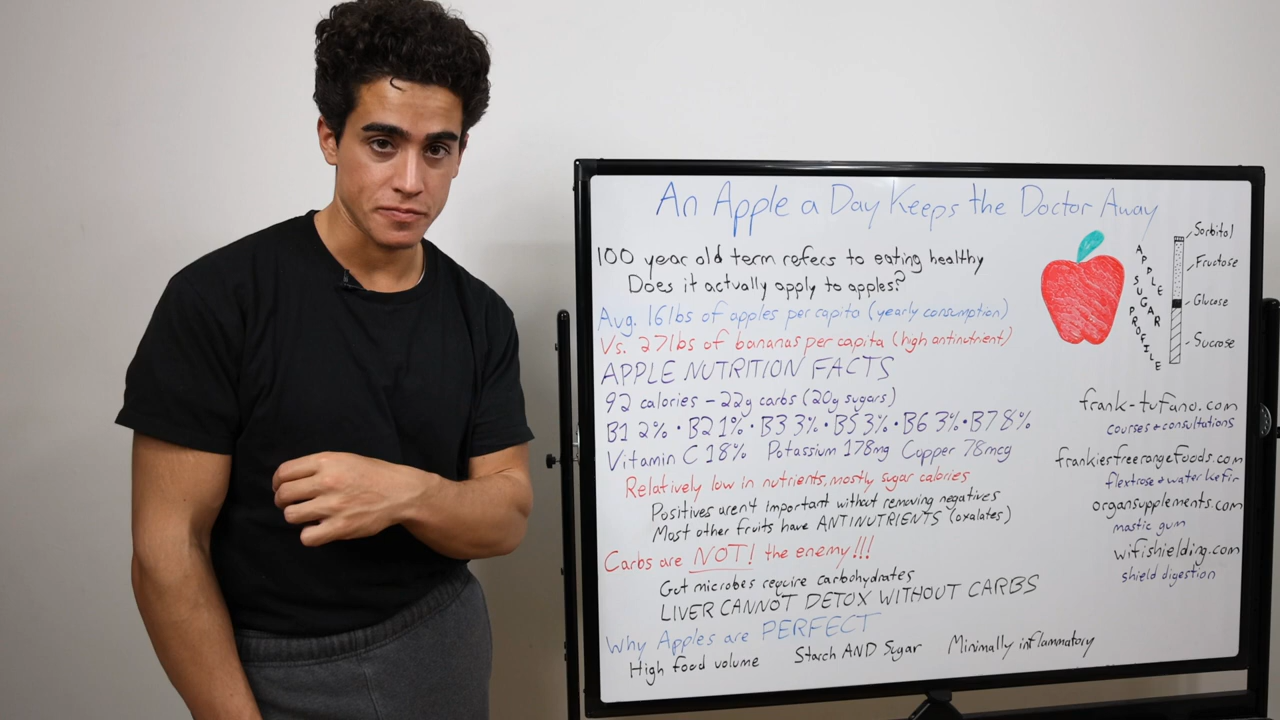 An Apple a Day Keeps the Doctor Away
100 year old term refers to eating healthy
Does it actually apply to apples?
Avg. 16lbs of apples per capita (yearly consumption)
Vs. 27lbs of bananas per capita (high antinutrient)
APPLE NUTRITION FACTS
92 calories - 22g carbs (20g sugars)
B1 2% · B2 1% · B3 3% · B5 3% · B6 3% · B7 8%
Vitamin C 18% Potassium 178mg Copper 78mcg
Relatively low in nutrients, mostly sugar calories
Positives aren't important without removing negatives
Most other fruits have ANTINUTRIENTS (oxalates)
Carbs are NOT! the enemy!!!
Gut microbes require carbohydrates
LIVER CANNOT DETOX WITHOUT CARBS
Why Apples are PERFECT
High food volume Starch AND Sugar Minimally inflammatory
APPLE SUGAR PROFILE
Sorbitol
Fructose
Glucose
Sucrose
frank-tufano.com
courses + consultations
frankiesfreerangefoods.com
flextrose + water kefir
organsupplements.com
mastic gum
wifishielding.com
shield digestion